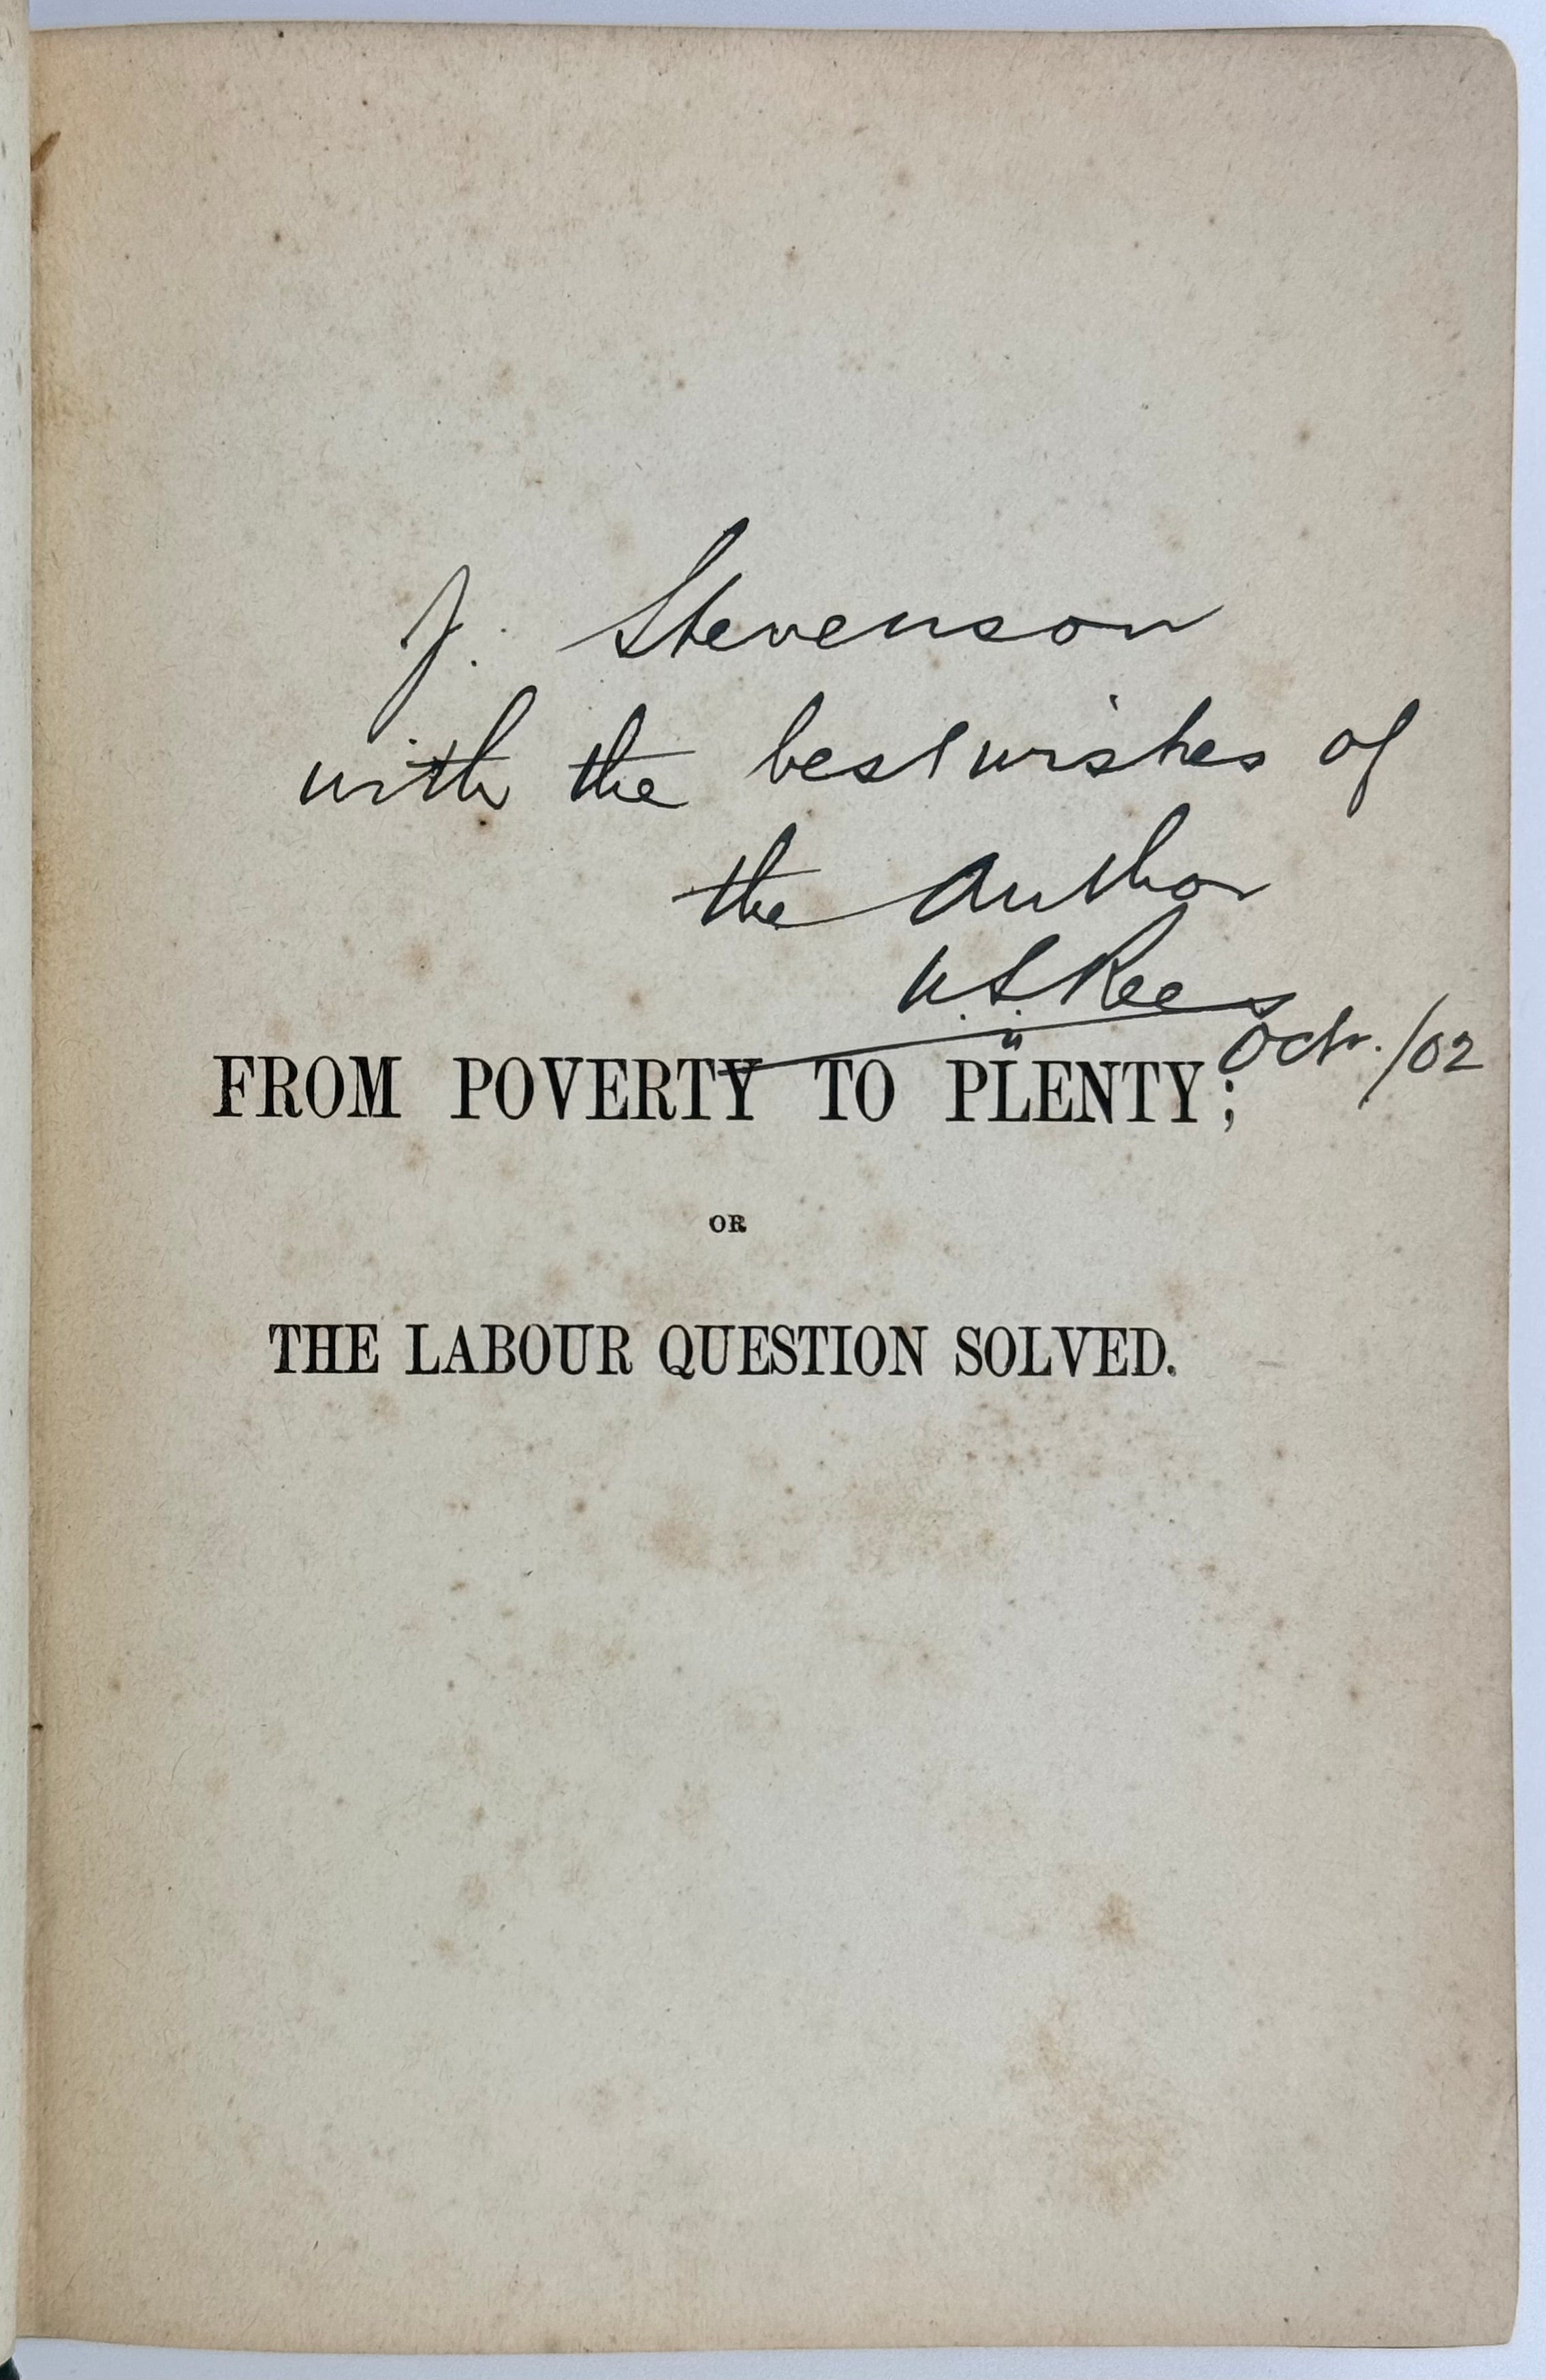 J. Stevenson
with the best wishes of
the Author
W. L. Rees
Octr. /02
FROM POVERTY TO PLENTY;
OR
THE LABOUR QUESTION SOLVED.